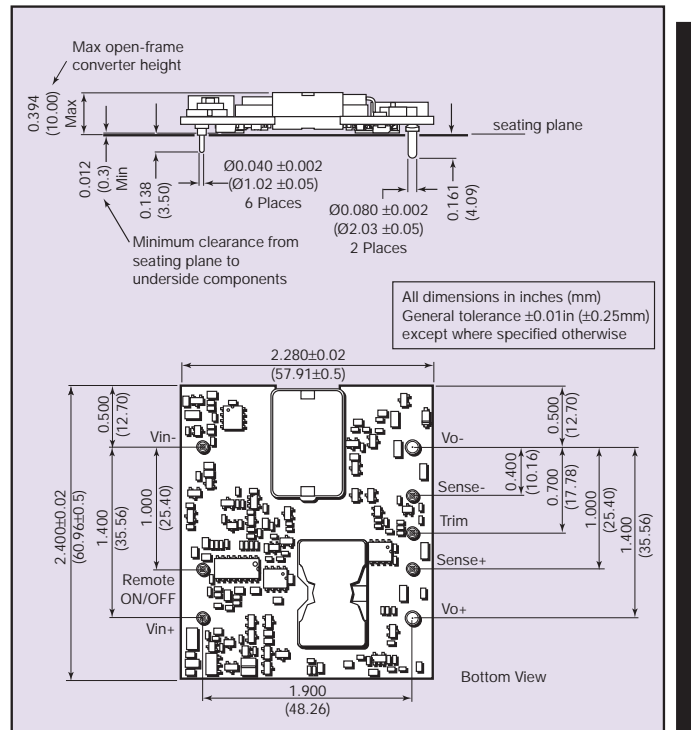 Max open-frame
converter height
0.394
(10.00)
Max
seating plane
0.012
(0.3)
Min
0.138
(3.50)
Ø0.040 ±0.002
(Ø1.02 ±0.05)
6 Places
Ø0.080 ±0.002
(Ø2.03 ±0.05)
2 Places
0.161
(4.09)
Minimum clearance from
seating plane to
underside components
All dimensions in inches (mm)
General tolerance ±0.01in (±0.25mm)
except where specified otherwise
2.280±0.02
(57.91±0.5)
0.500
(12.70)
Vin-
2.400±0.02
(60.96±0.5)
1.400
(35.56)
1.000
(25.40)
Remote
ON/OFF
Vin+
0.500
(12.70)
Vo-
0.400
(10.16)
Sense-
0.700
(17.78)
Trim
1.000
(25.40)
Sense+
1.400
(35.56)
Vo+
Bottom View
1.900
(48.26)